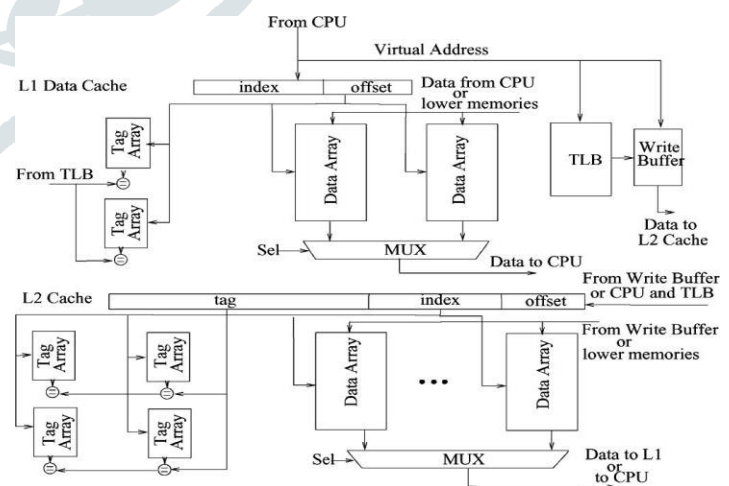 From CPU
Virtual Address
L1 Data Cache
index
offset
Data from CPU
or
lower memories
Tag
Array
Data Array
Data Array
TLB
Write
Buffer
From TLB
=
Tag
Array
=
Data to
L2 Cache
Sel
MUX
Data to CPU
From Write Buffer
or CPU and TLB
L2 Cache
tag
index
offset
From Write Buffer
or
lower memories
Tag
Array
Tag
Array
Data Array
•••
Data Array
=
=
Tag
Array
Tag
Array
=
=
Sel
MUX
Data to L1
or
to CPU